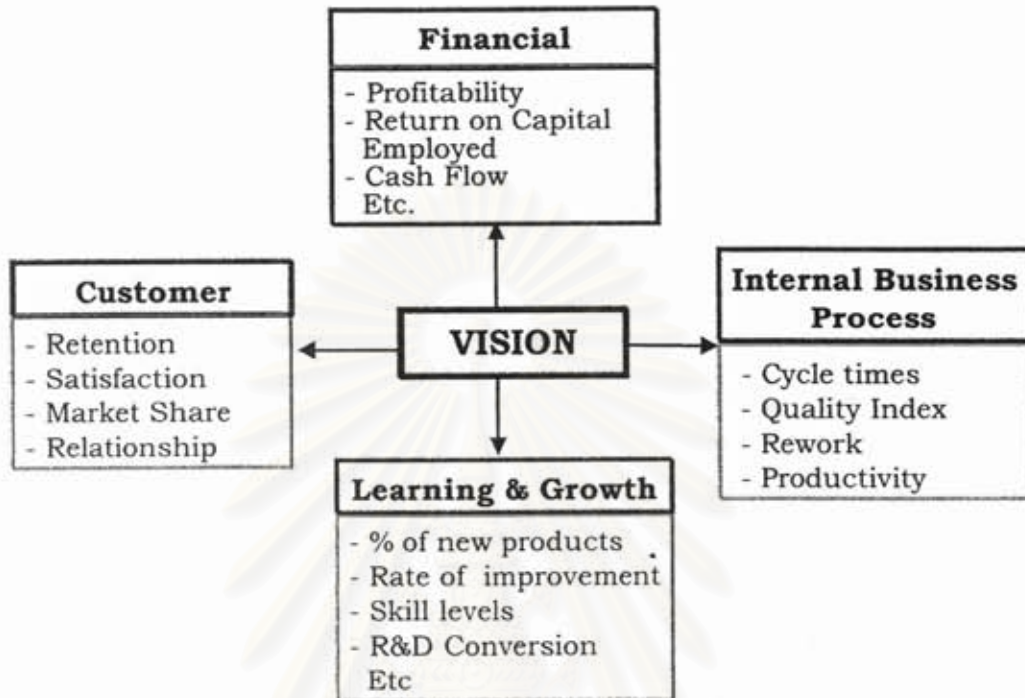 Financial
- Profitability
- Return on Capital
Employed
- Cash Flow
Etc.
Customer
- Retention
- Satisfaction
- Market Share
- Relationship
VISION
Internal Business
Process
- Cycle times
- Quality Index
- Rework
- Productivity
Learning & Growth
- % of new products
- Rate of improvement
- Skill levels
- R&D Conversion
Etc